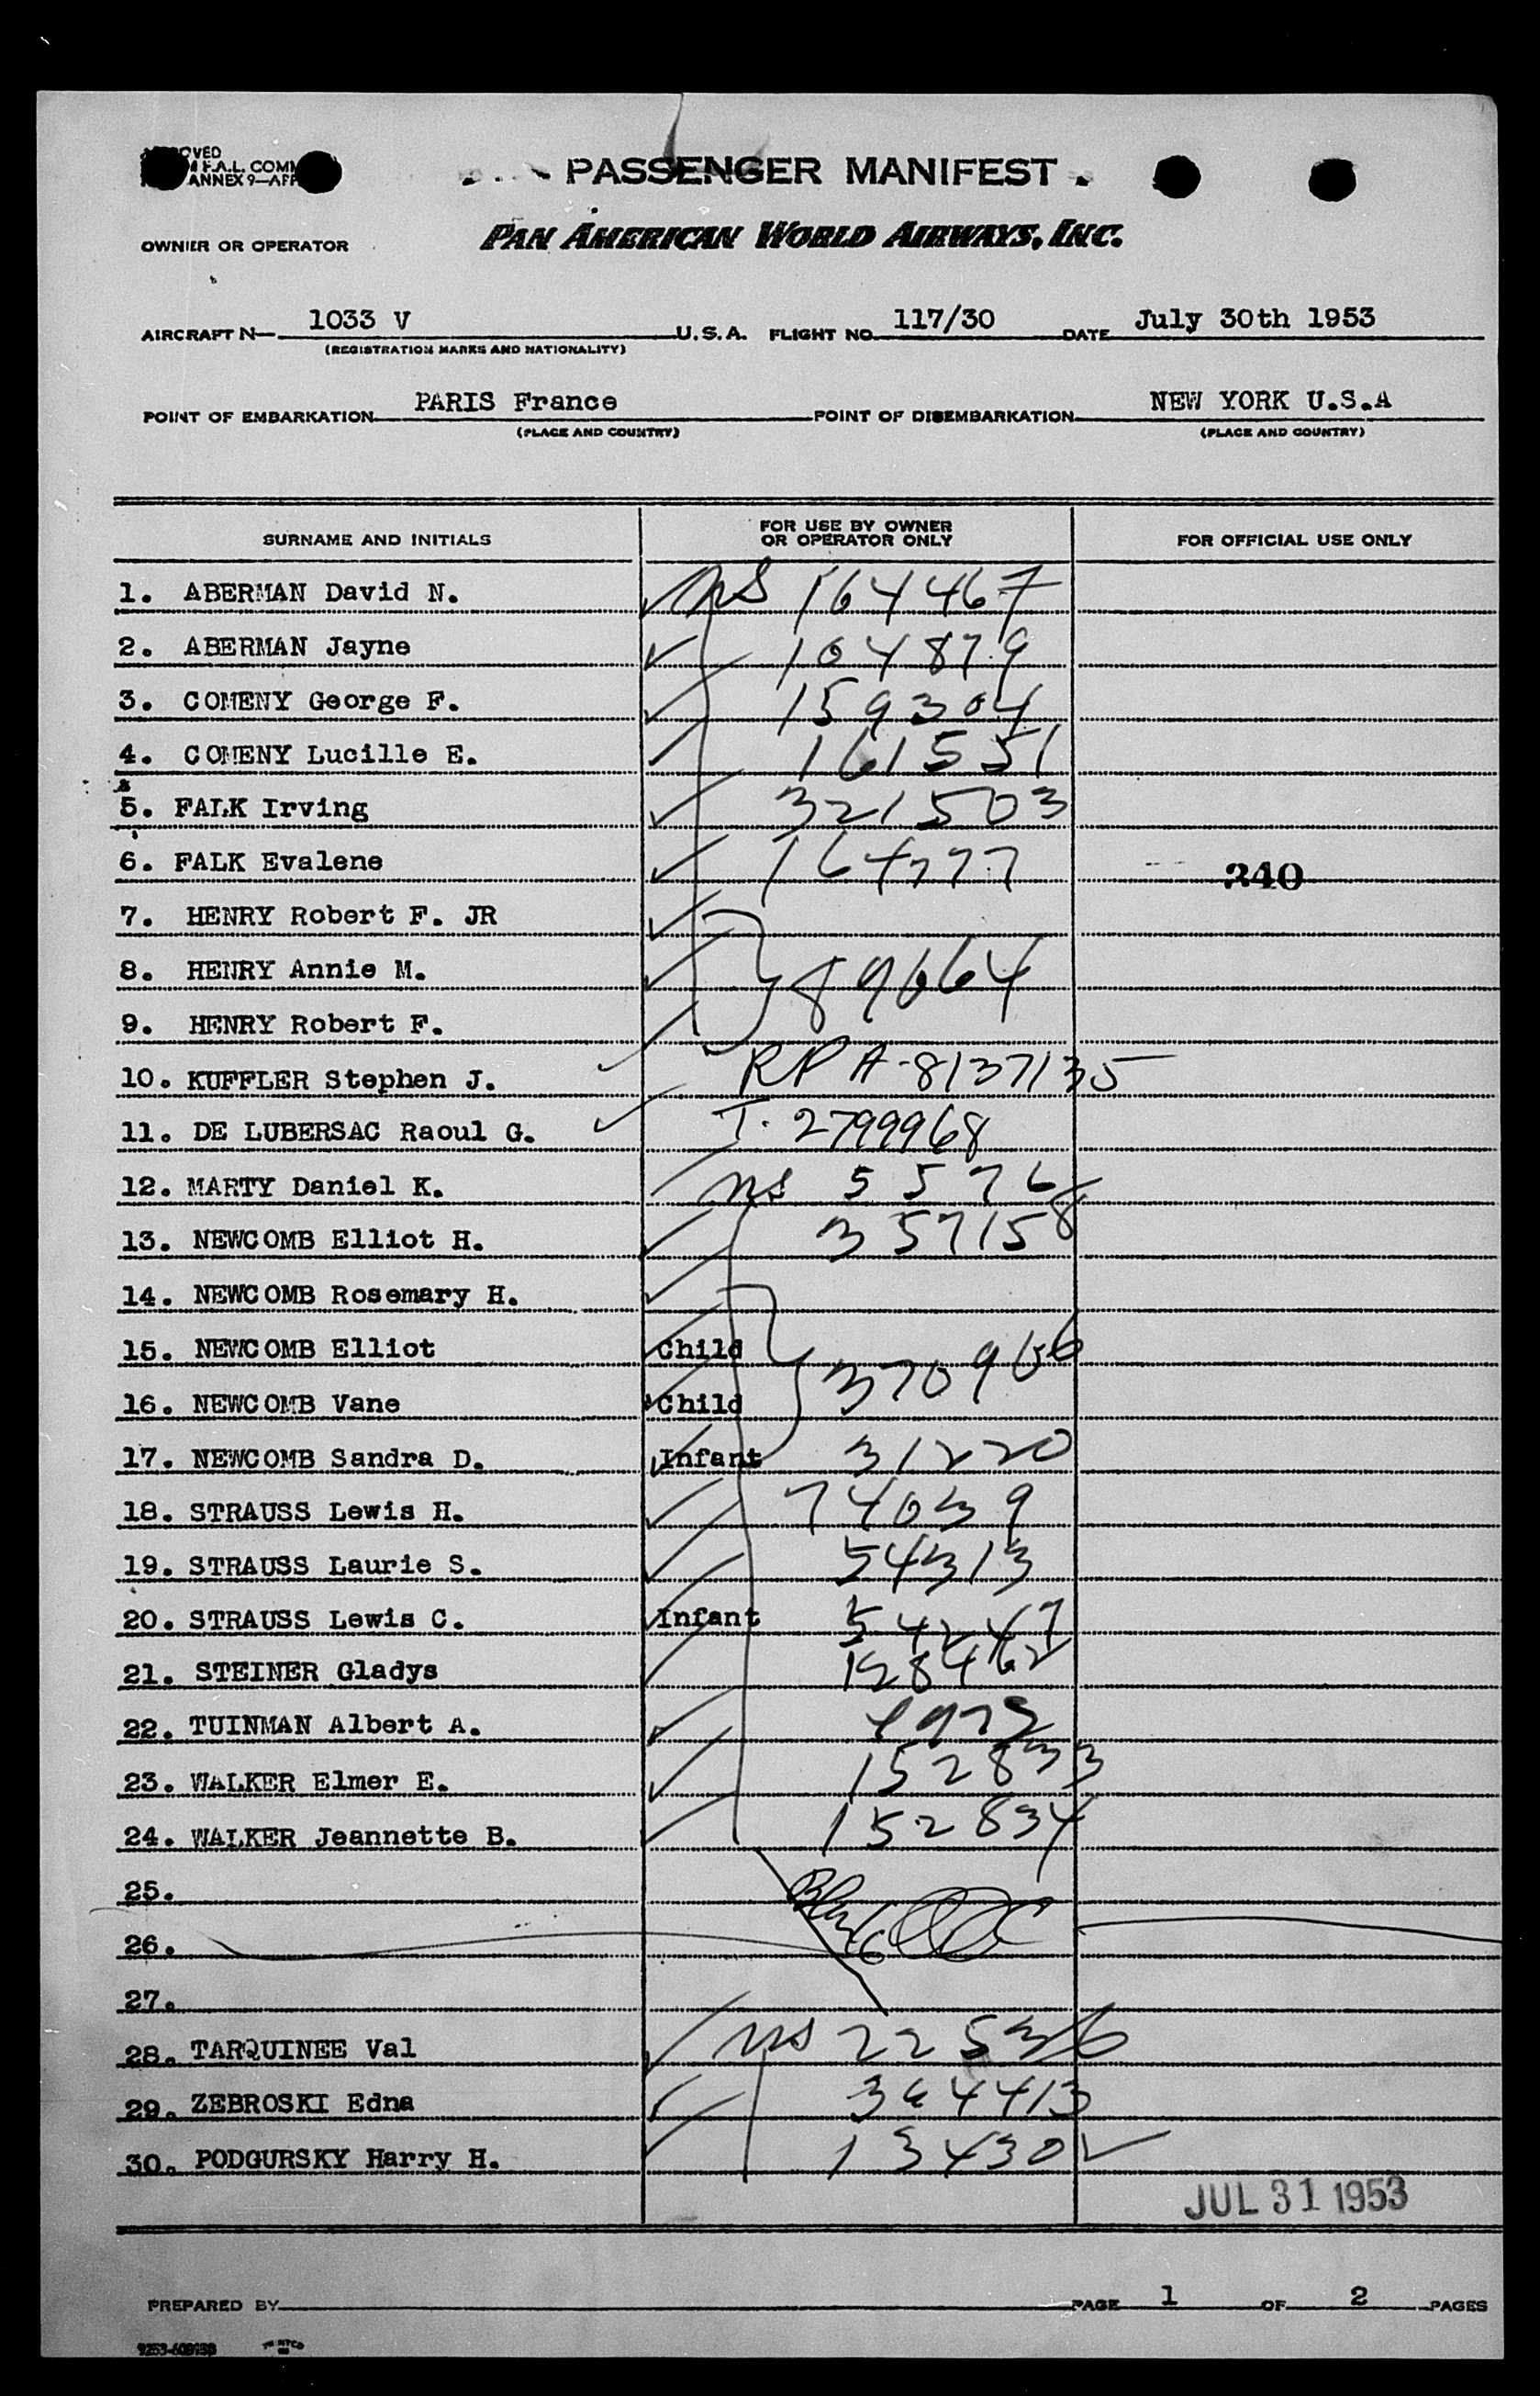 PASSENGER MANIFEST
OWNER OR OPERATOR PAN AMERICAN WORLD AIRWAYS, INC.
AIRCRAFT N— 1033 V U.S.A. FLIGHT NO. 117/30 DATE July 30th 1953
(REGISTRATION MARKS AND NATIONALITY)
POINT OF EMBARKATION PARIS France POINT OF DISEMBARKATION NEW YORK U.S.A
(PLACE AND COUNTRY) (PLACE AND COUNTRY)
SURNAME AND INITIALS FOR USE BY OWNER OR OPERATOR ONLY FOR OFFICIAL USE ONLY
1. ABERMAN David N. NS 164467
2. ABERMAN Jayne 104879
3. COMENY George F. 159304
4. COMENY Lucille E. 161551
5. FALK Irving 321503
6. FALK Evalene 164777 340
7. HENRY Robert F. JR
8. HENRY Annie M. 89664
9. HENRY Robert F.
10. KUFFLER Stephen J. RP A-8137135
11. DE LUBERSAC Raoul G. T. 2799968
12. MARTY Daniel K. NS 5576
13. NEWCOMB Elliot H. 357158
14. NEWCOMB Rosemary H.
15. NEWCOMB Elliot Child
16. NEWCOMB Vane Child 370966
17. NEWCOMB Sandra D. Infant 31220
18. STRAUSS Lewis H. 74039
19. STRAUSS Laurie S. 54313
20. STRAUSS Lewis C. Infant
21. STEINER Gladys 128462
22. TUINMAN Albert A.
23. WALKER Elmer E. 152833
24. WALKER Jeannette B. 152834
25.
26.
27.
28. TARQUINEE Val NS 22536
29. ZEBROSKI Edna 364413
30. PODGURSKY Harry H. 13430
JUL 31 1953
PREPARED BY PAGE 1 OF 2 PAGES